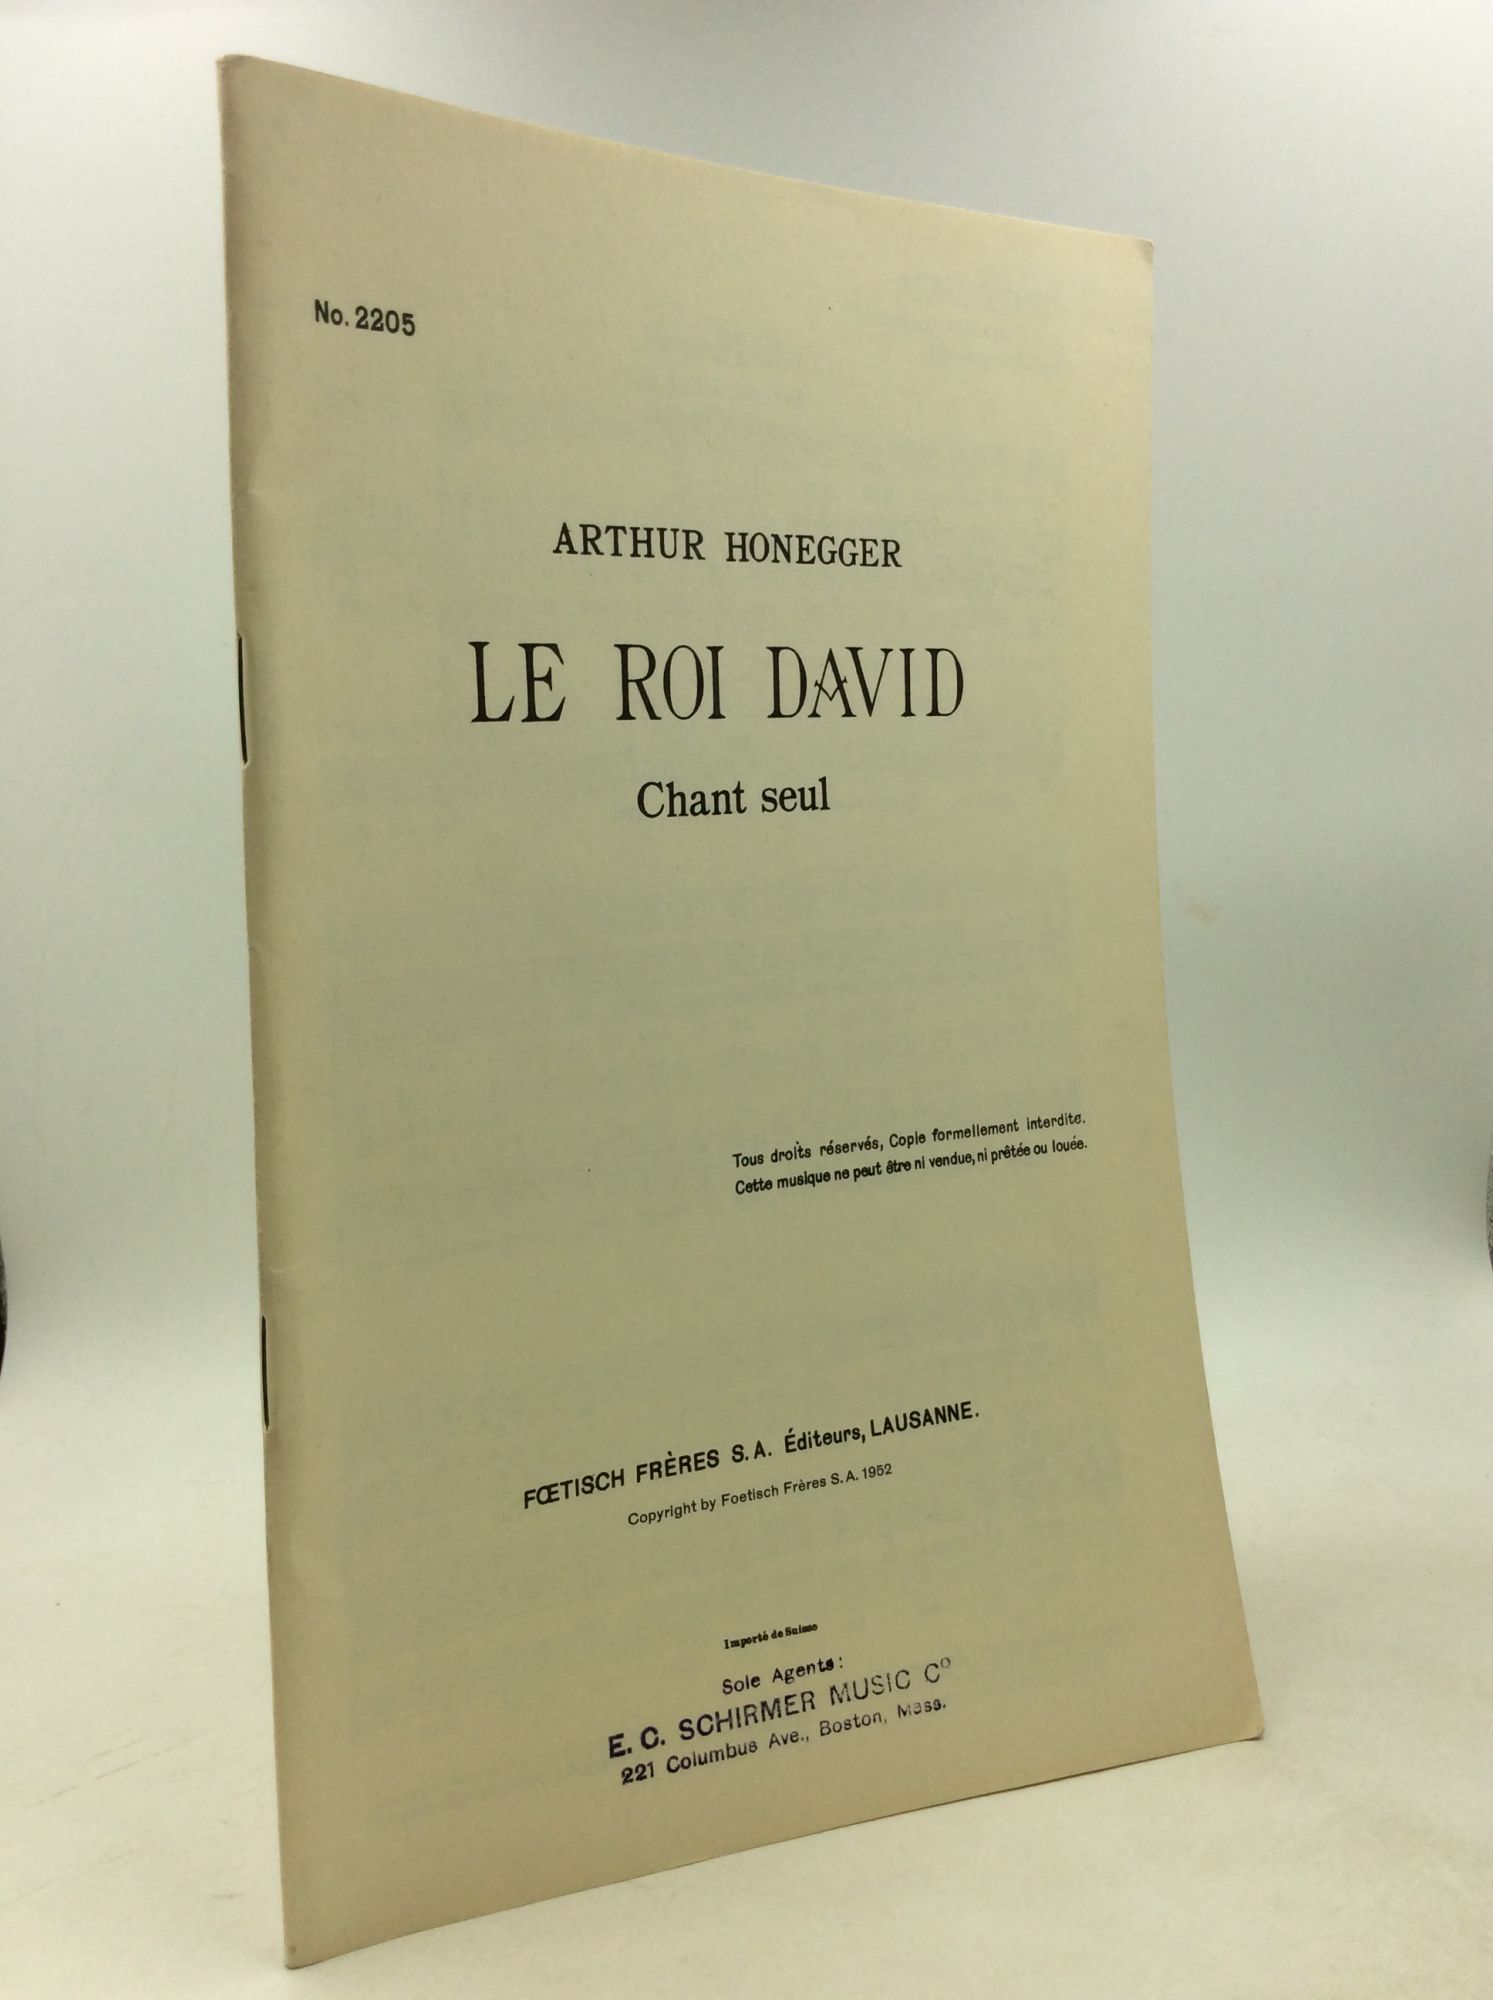 No. 2205
ARTHUR HONEGGER
LE ROI DAVID
Chant seul
Tous droits réservés, Copie formellement interdite.
Cette musique ne peut être ni vendue, ni prêtée ou louée.
FŒTISCH FRÈRES S.A. Éditeurs, LAUSANNE.
Copyright by Foetisch Frères S.A. 1952
Importé de Suisse
Sole Agents:
E. C. SCHIRMER MUSIC Cº
221 Columbus Ave., Boston, Mass.